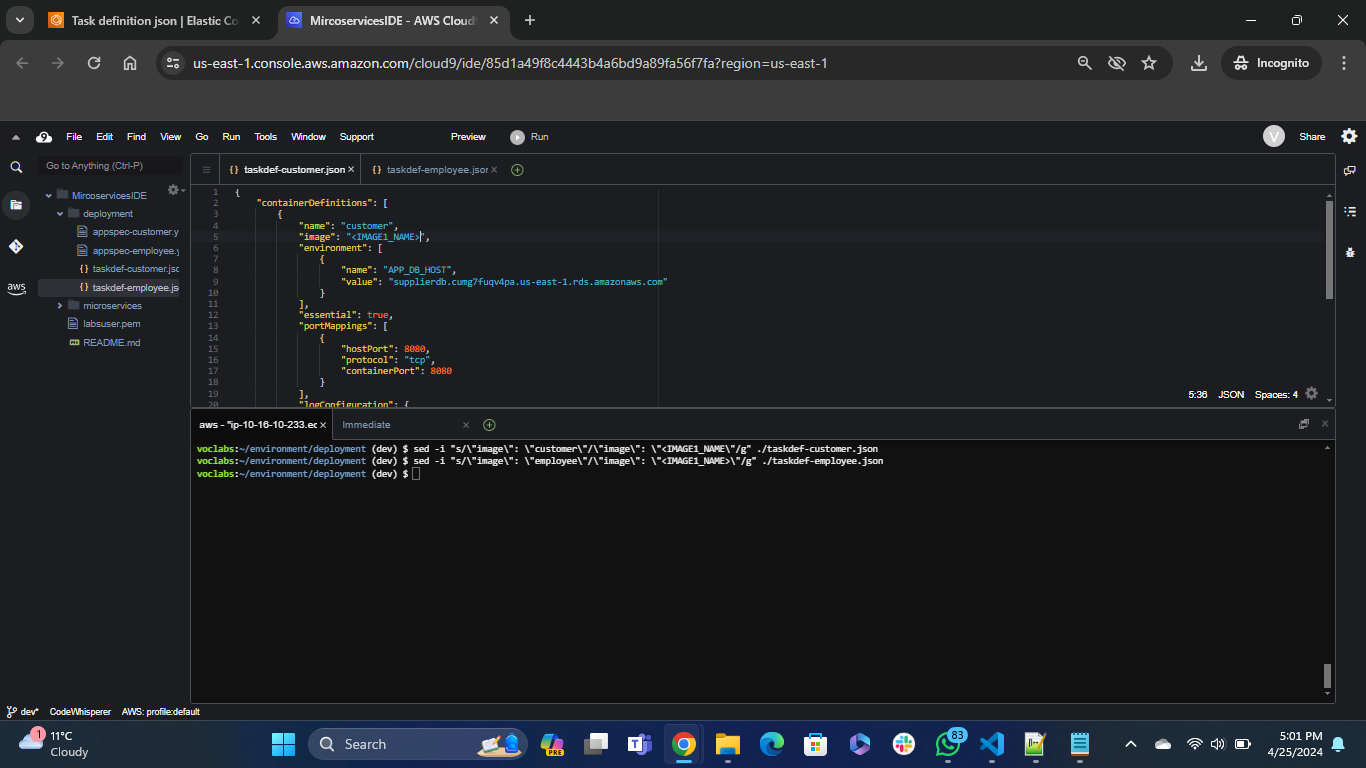 Task definition json | Elastic Co
MircoservicesIDE - AWS Cloud
us-east-1.console.aws.amazon.com/cloud9/ide/85d1a49f8c4443b4a6bd9a89fa56f7fa?region=us-east-1
Incognito
9 File Edit Find View Go Run Tools Window Support Preview Run V Share
Go to Anything (Ctrl-P)
MircoservicesIDE
deployment
appspec-customer.y
appspec-employee.y
{} taskdef-customer.jsc
{} taskdef-employee.js
microservices
labsuser.pem
README.md
aws
{} taskdef-customer.json {} taskdef-employee.jsor
1 {
2 "containerDefinitions": [
3 {
4 "name": "customer",
5 "image": "<IMAGE1_NAME>",
6 "environment": [
7 {
8 "name": "APP_DB_HOST",
9 "value": "supplierdb.cumg7fuqv4pa.us-east-1.rds.amazonaws.com"
10 }
11 ],
12 "essential": true,
13 "portMappings": [
14 {
15 "hostPort": 8080,
16 "protocol": "tcp",
17 "containerPort": 8080
18 }
19 ],
20 "logConfiguration": {
5:36 JSON Spaces: 4
aws - "ip-10-16-10-233.ec Immediate
voclabs:~/environment/deployment (dev) $ sed -i "s/\"image\": \"customer\"/\"image\": \"<IMAGE1_NAME\"/g" ./taskdef-customer.json
voclabs:~/environment/deployment (dev) $ sed -i "s/\"image\": \"employee\"/\"image\": \"<IMAGE1_NAME>\"/g" ./taskdef-employee.json
voclabs:~/environment/deployment (dev) $
dev* CodeWhisperer AWS: profile:default
1
11°C
Cloudy
Search
PRE
83
5:01 PM
4/25/2024